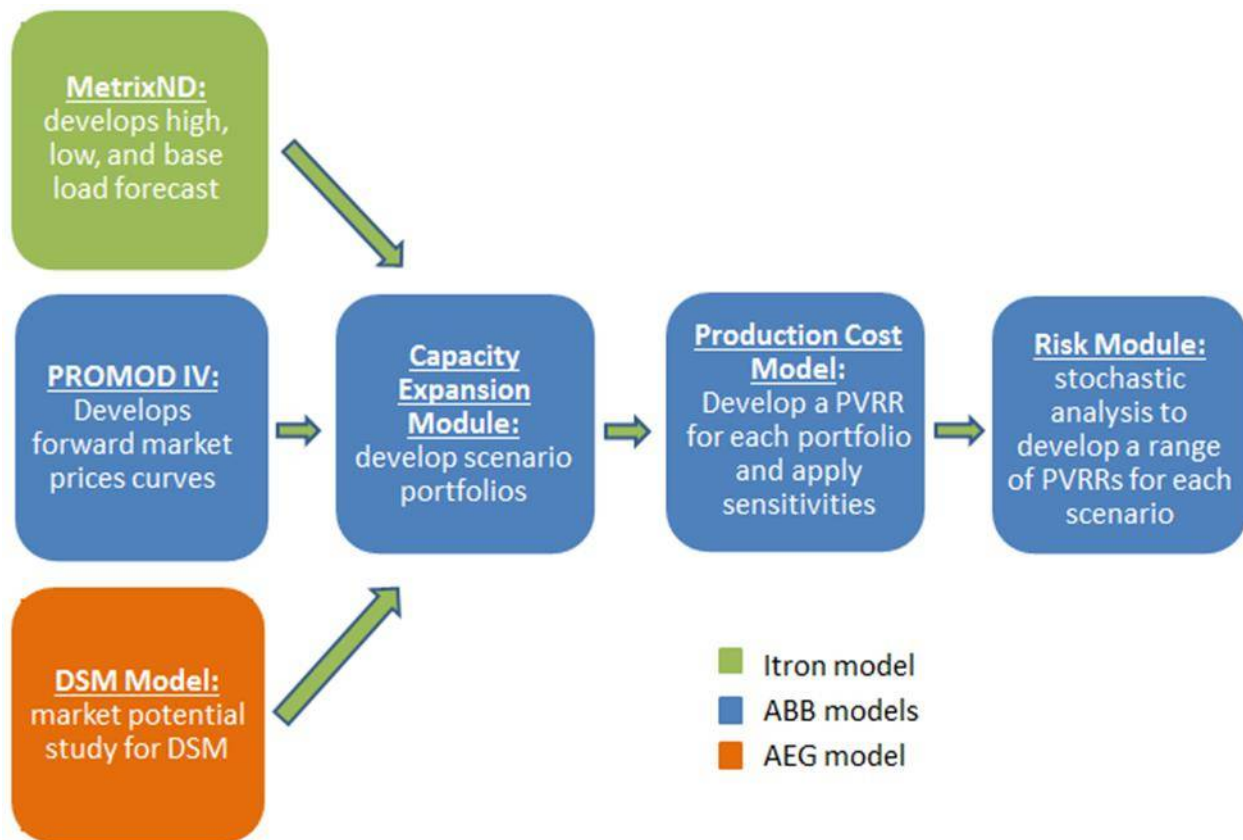 MetrixND:
develops high,
low, and base
load forecast
PROMOD IV:
Develops
forward market
prices curves
DSM Model:
market potential
study for DSM
Capacity
Expansion
Module:
develop scenario
portfolios
Production Cost
Model:
Develop a PVRR
for each portfolio
and apply
sensitivities
Risk Module:
stochastic
analysis to
develop a range
of PVRRs for each
scenario
Itron model
ABB models
AEG model